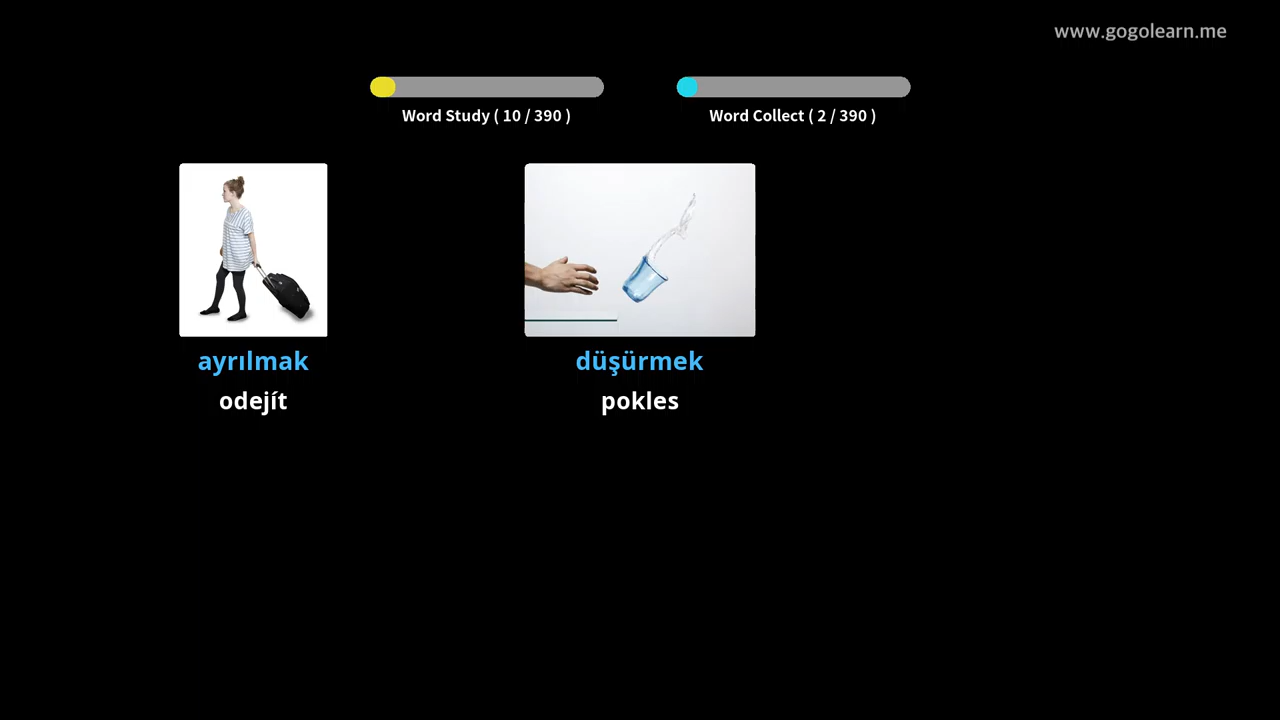 www.gogolearn.me
Word Study ( 10 / 390 )
Word Collect ( 2 / 390 )
ayrılmak
odejít
düşürmek
pokles